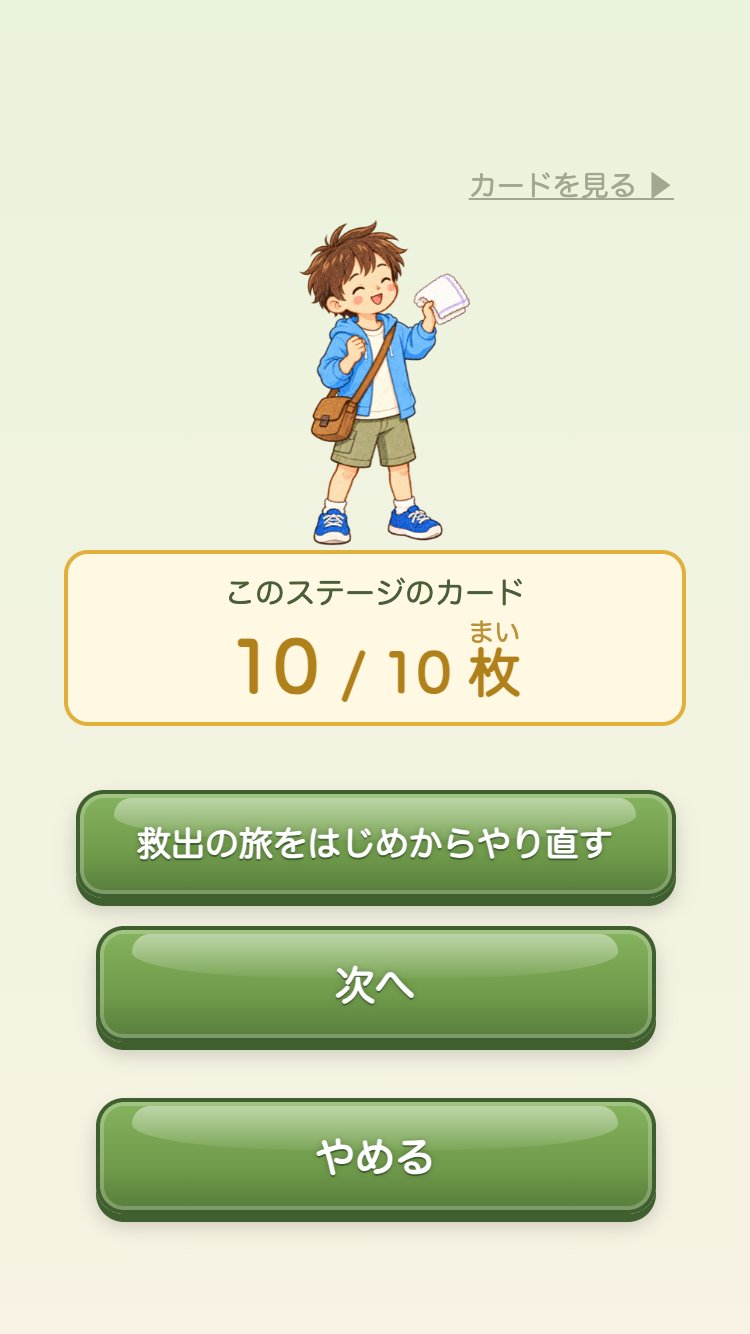 カードを見る ▶
このステージのカード
まい
10 / 10 枚
救出の旅をはじめからやり直す
次へ
やめる